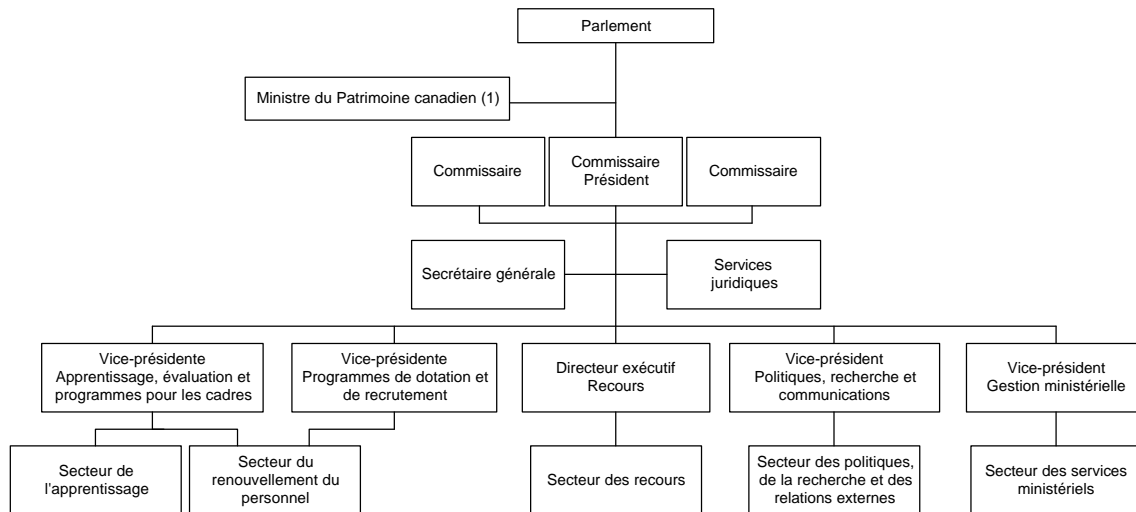 Parlement
Ministre du Patrimoine canadien (1)
Commissaire
Commissaire
Président
Commissaire
Secrétaire générale
Services
juridiques
Vice-présidente
Apprentissage, évaluation et
programmes pour les cadres
Vice-présidente
Programmes de dotation et
de recrutement
Directeur exécutif
Recours
Vice-président
Politiques, recherche et
communications
Vice-président
Gestion ministérielle
Secteur de
l'apprentissage
Secteur du
renouvellement du
personnel
Secteur des recours
Secteur des politiques,
de la recherche et des
relations externes
Secteur des services
ministériels